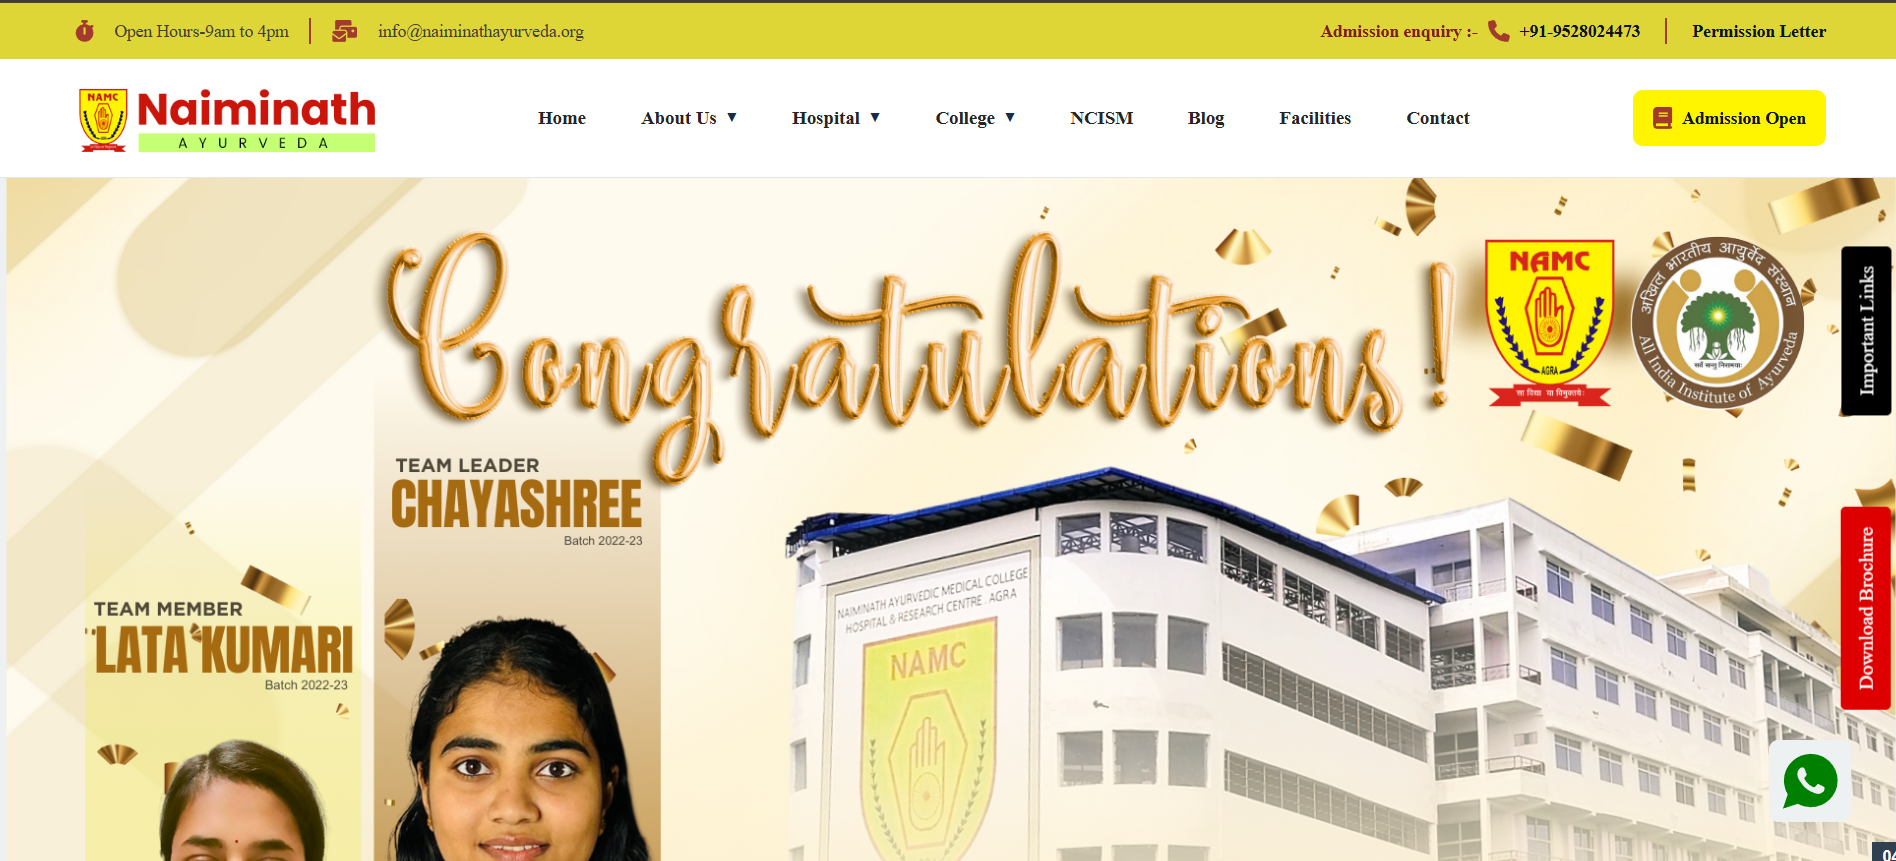 Open Hours-9am to 4pm
info@naiminathayurveda.org
Admission enquiry :-
+91-9528024473
Permission Letter
NAMC
Naiminath
AYURVEDA
Home
About Us ▼
Hospital ▼
College ▼
NCISM
Blog
Facilities
Contact
Admission Open
Congratulations!
NAMC
AGRA
सा विद्या या विमुक्तये:
अखिल भारतीय आयुर्वेद संस्थान
All India Institute of Ayurveda
Important Links
TEAM LEADER
CHAYASHREE
Batch 2022-23
TEAM MEMBER
LATA KUMARI
Batch 2022-23
NAIMINATH AYURVEDIC MEDICAL COLLEGE
HOSPITAL & RESEARCH CENTRE . AGRA
NAMC
Download Brochure